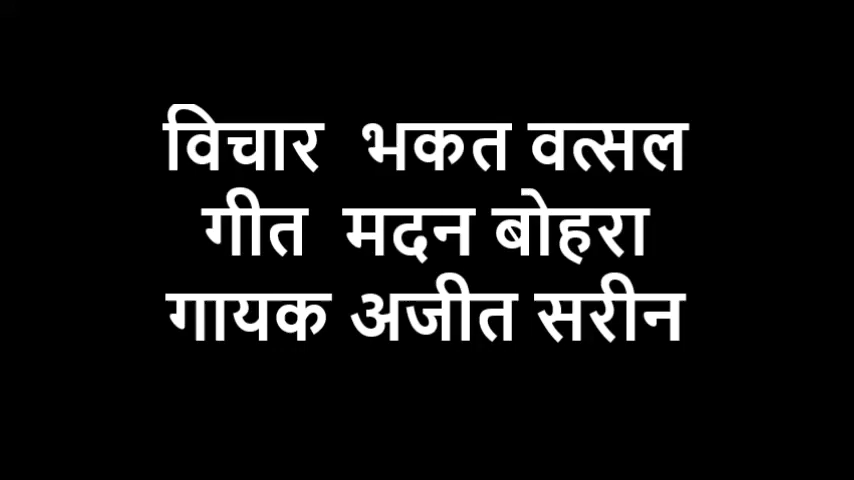 विचार भकत वत्सल
गीत मदन बोहरा
गायक अजीत सरीन